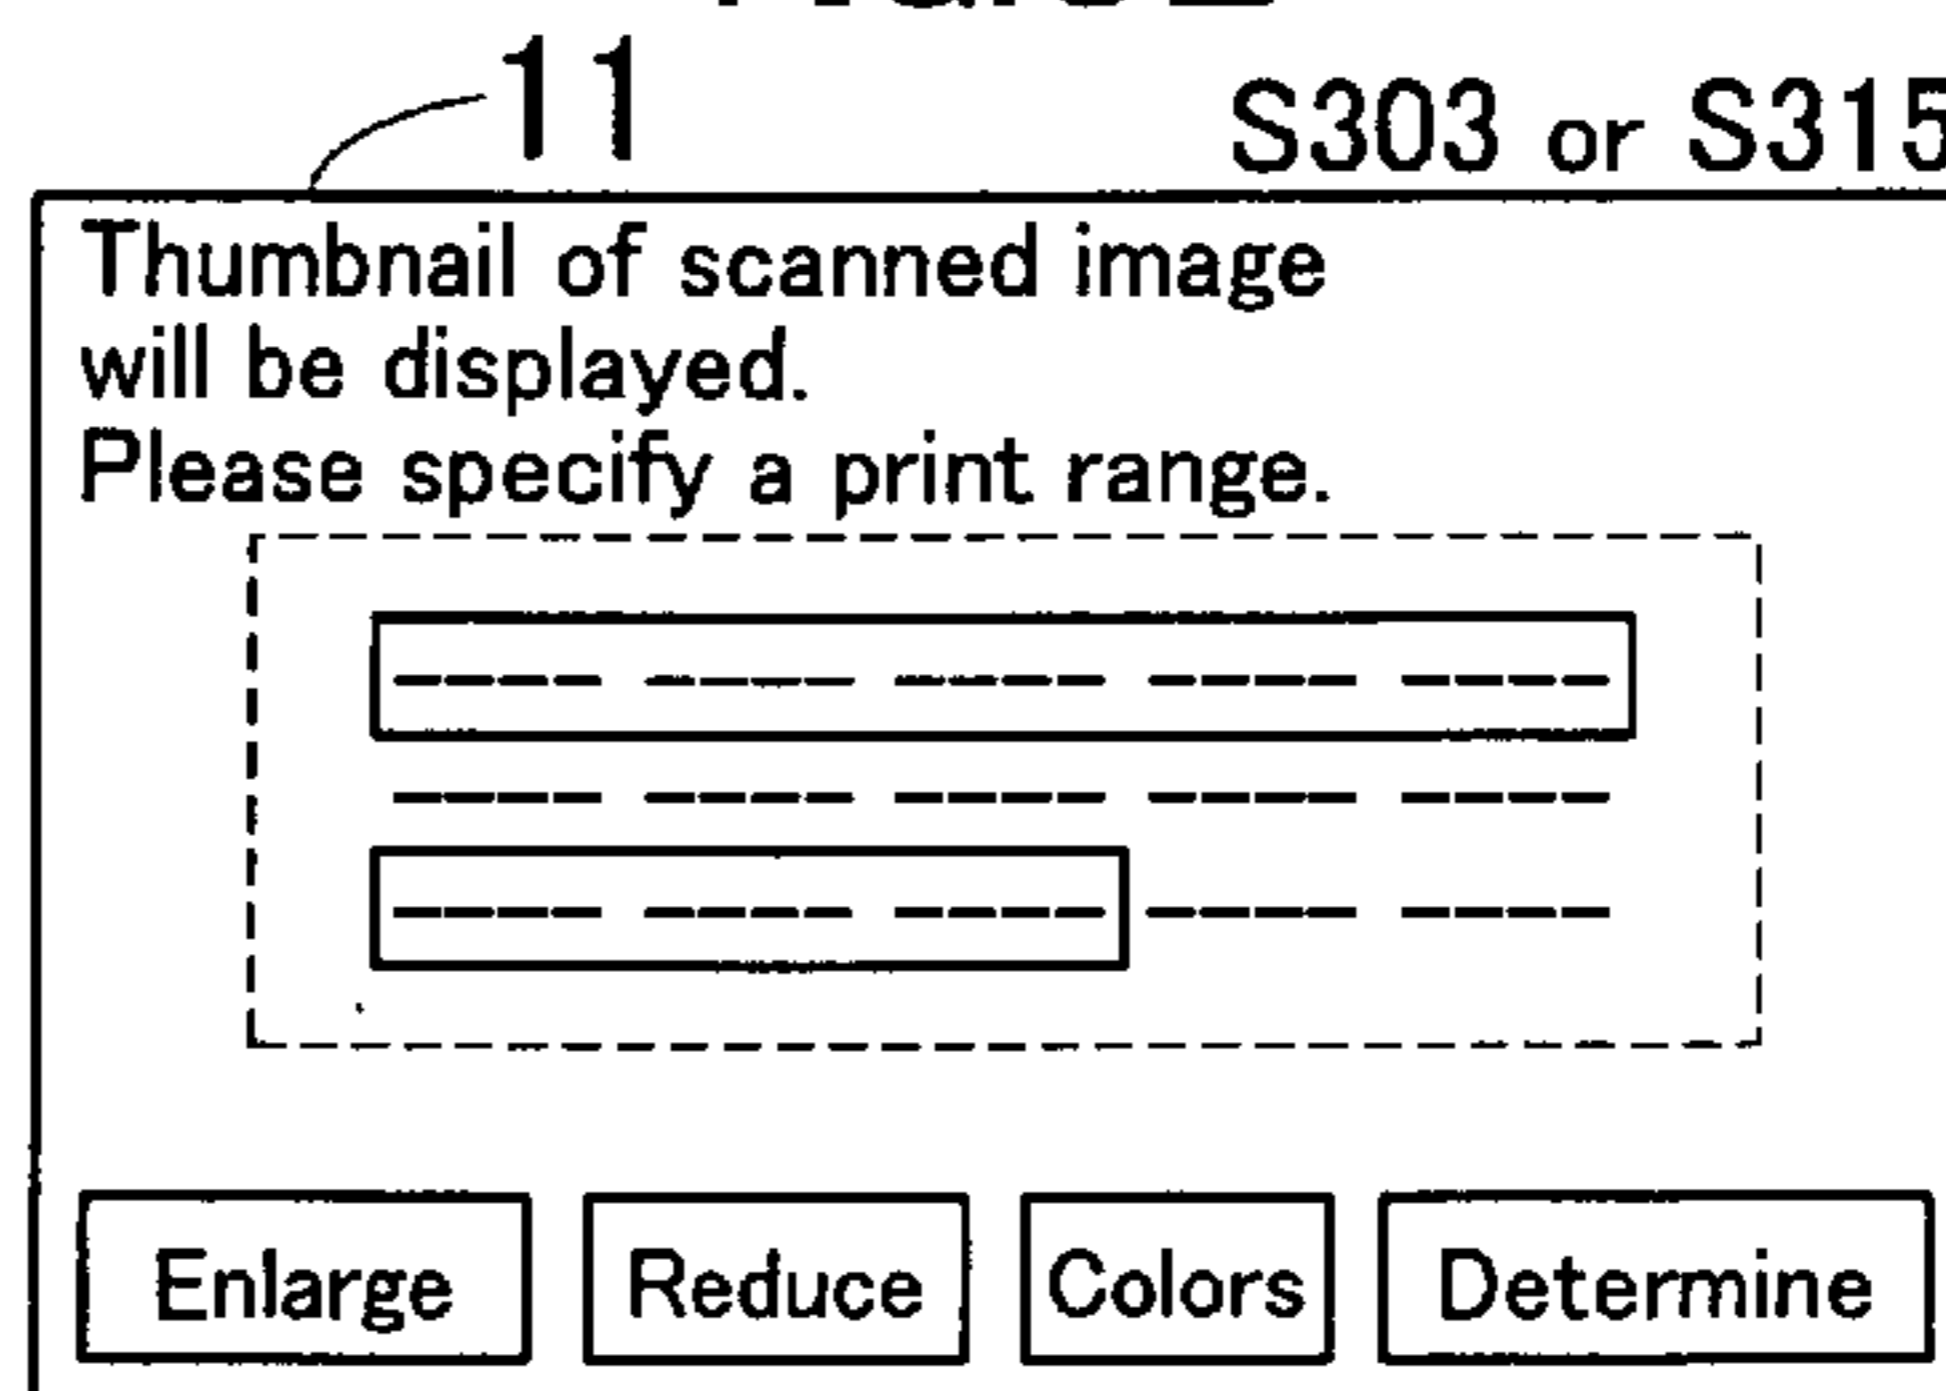 11
S303 or S315
Thumbnail of scanned image
will be displayed.
Please specify a print range.
Enlarge Reduce Colors Determine